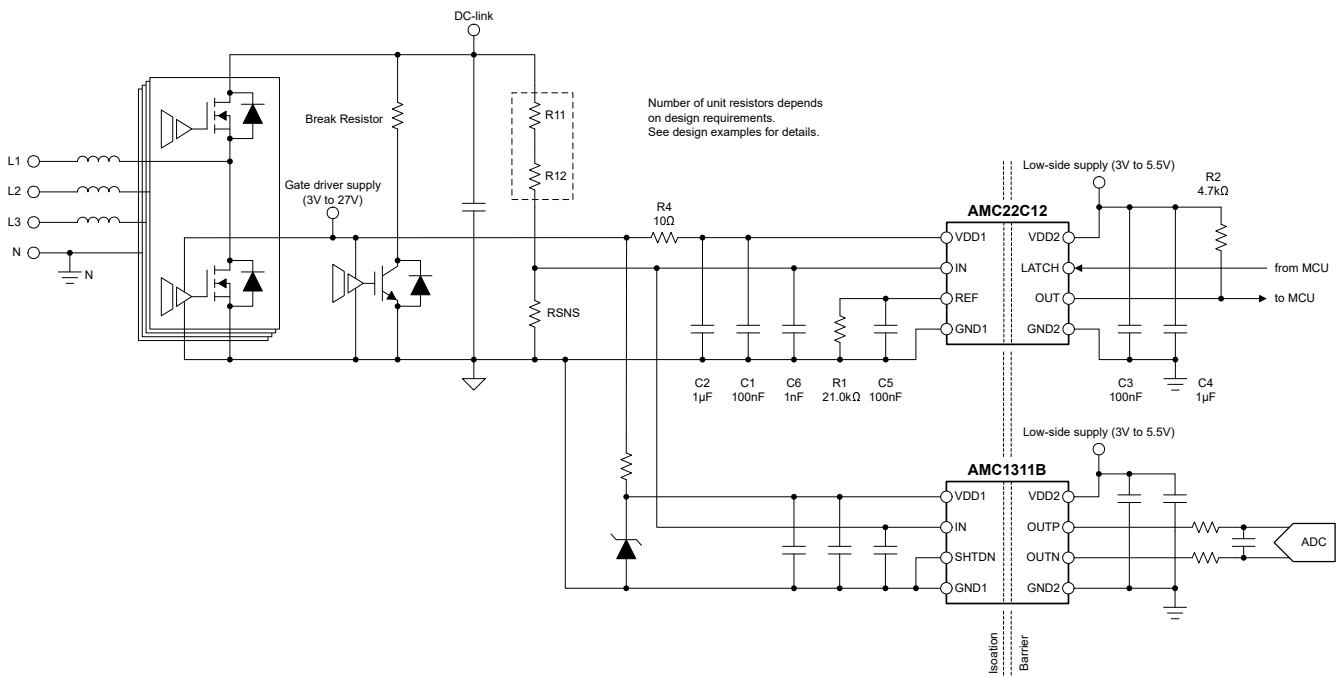 DC-link
Break Resistor
R11
R12
Number of unit resistors depends
on design requirements.
See design examples for details.
L1
L2
L3
N
N
Gate driver supply
(3V to 27V)
RSNS
R4
10Ω
Low-side supply (3V to 5.5V)
R2
4.7kΩ
AMC22C12
VDD1
IN
REF
GND1
VDD2
LATCH
OUT
GND2
from MCU
to MCU
C2
1µF
C1
100nF
C6
1nF
R1
21.0kΩ
C5
100nF
C3
100nF
C4
1µF
Low-side supply (3V to 5.5V)
AMC1311B
VDD1
IN
SHTDN
GND1
VDD2
OUTP
OUTN
GND2
ADC
Isoation
Barrier